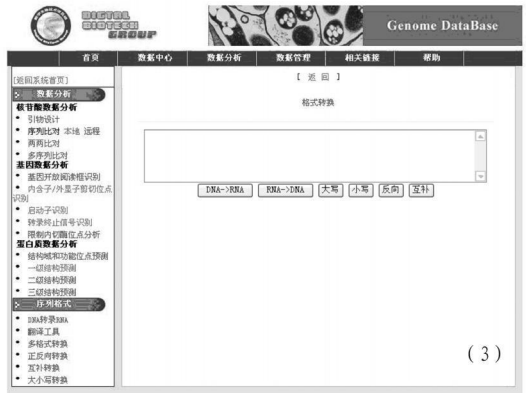 DIGITAL
BIOTECH
GROUP
Genome DataBase
首页 数据中心 数据分析 数据管理 相关链接 帮助
[返回系统首页]
数据分析
核苷酸数据分析
引物设计
序列比对 本地 远程
两两比对
多序列比对
基因数据分析
基因开放阅读框识别
内含子/外显子剪切位点
识别
启动子识别
转录终止信号识别
限制内切酶位点分析
蛋白质数据分析
结构域和功能位点预测
一级结构预测
二级结构预测
三级结构预测
序列格式
DNA转录RNA
翻译工具
多格式转换
正反向转换
互补转换
大小写转换
[ 返 回 ]
格式转换
DNA->RNA RNA->DNA 大写 小写 反向 互补
(3)